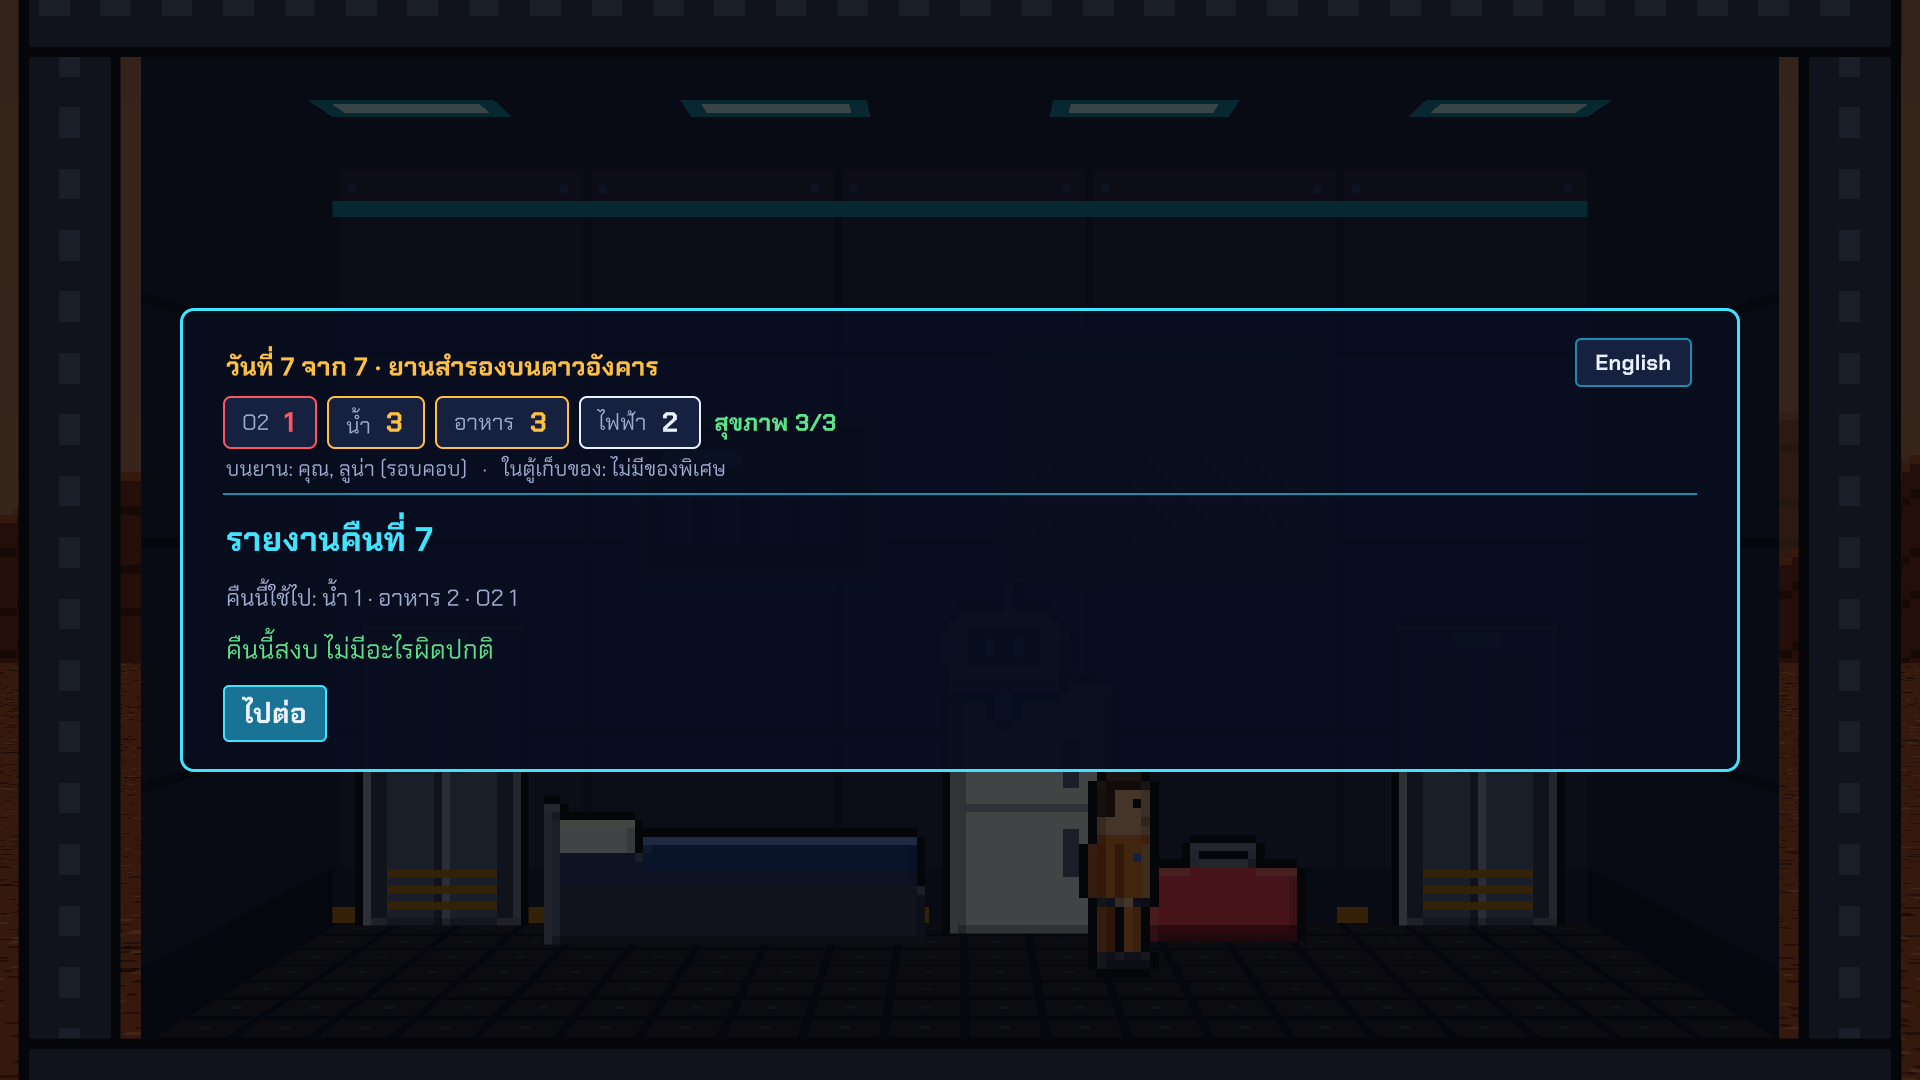 วันที่ 7 จาก 7 · ยานสำรองบนดาวอังคาร
English
O2 1 น้ำ 3 อาหาร 3 ไฟฟ้า 2 สุขภาพ 3/3
บนยาน: คุณ, ลูน่า (รอบคอบ) · ในตู้เก็บของ: ไม่มีของพิเศษ
รายงานคืนที่ 7
คืนนี้ใช้ไป: น้ำ 1 · อาหาร 2 · O2 1
คืนนี้สงบ ไม่มีอะไรผิดปกติ
ไปต่อ